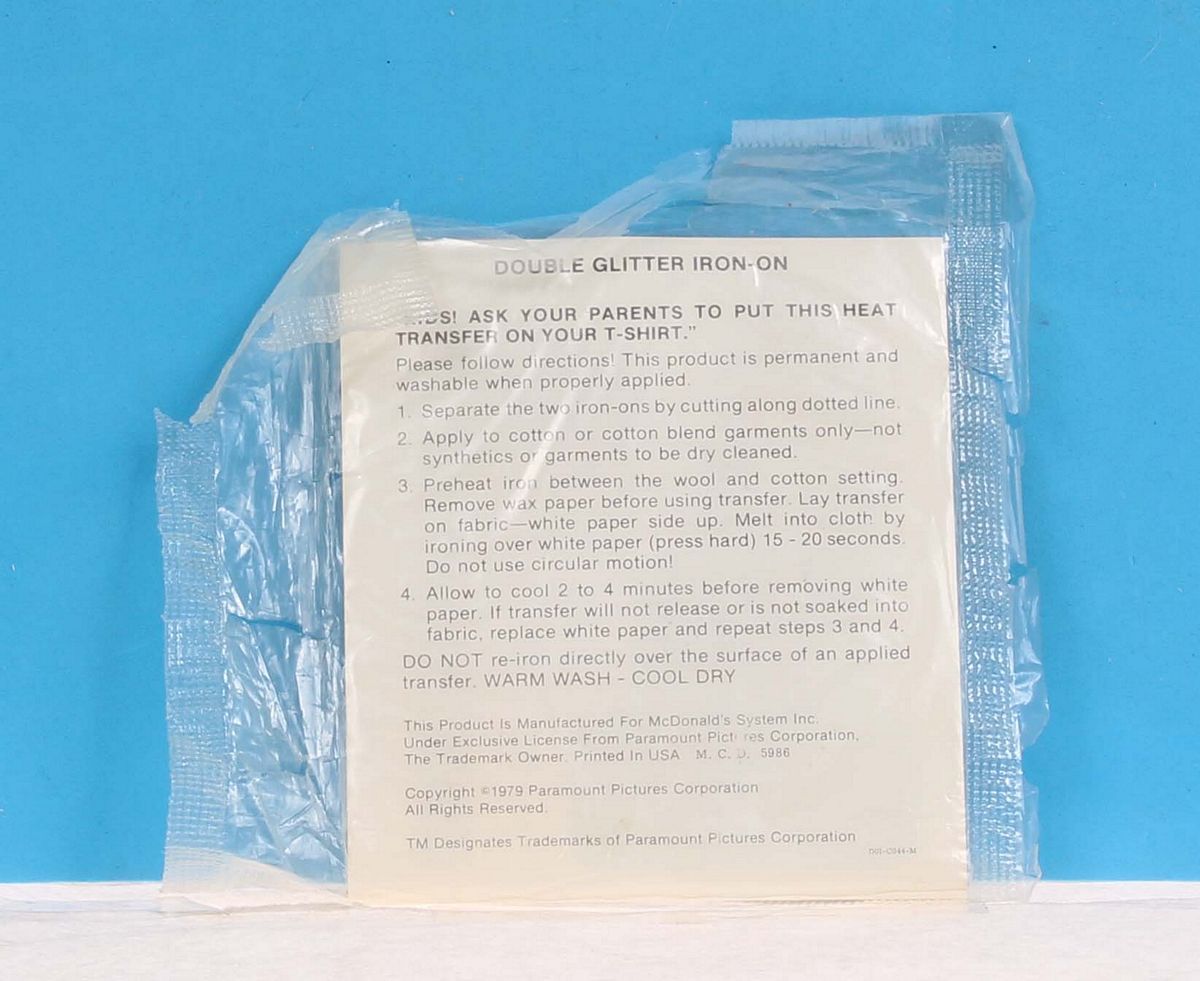 DOUBLE GLITTER IRON-ON
ASK YOUR PARENTS TO PUT THIS HEAT
TRANSFER ON YOUR T-SHIRT.”
Please follow directions! This product is permanent and
washable when properly applied.
1. Separate the two iron-ons by cutting along dotted line.
2. Apply to cotton or cotton blend garments only—not
synthetics or garments to be dry cleaned.
3. Preheat iron between the wool and cotton setting.
Remove wax paper before using transfer. Lay transfer
on fabric—white paper side up. Melt into cloth by
ironing over white paper (press hard) 15 - 20 seconds.
Do not use circular motion!
4. Allow to cool 2 to 4 minutes before removing white
paper. If transfer will not release or is not soaked into
fabric, replace white paper and repeat steps 3 and 4.
DO NOT re-iron directly over the surface of an applied
transfer. WARM WASH - COOL DRY
This Product Is Manufactured For McDonald's System Inc.
Under Exclusive License From Paramount Pictures Corporation,
The Trademark Owner. Printed In USA M. C. D. 5986
Copyright ©1979 Paramount Pictures Corporation
All Rights Reserved.
TM Designates Trademarks of Paramount Pictures Corporation
D01-C044-M